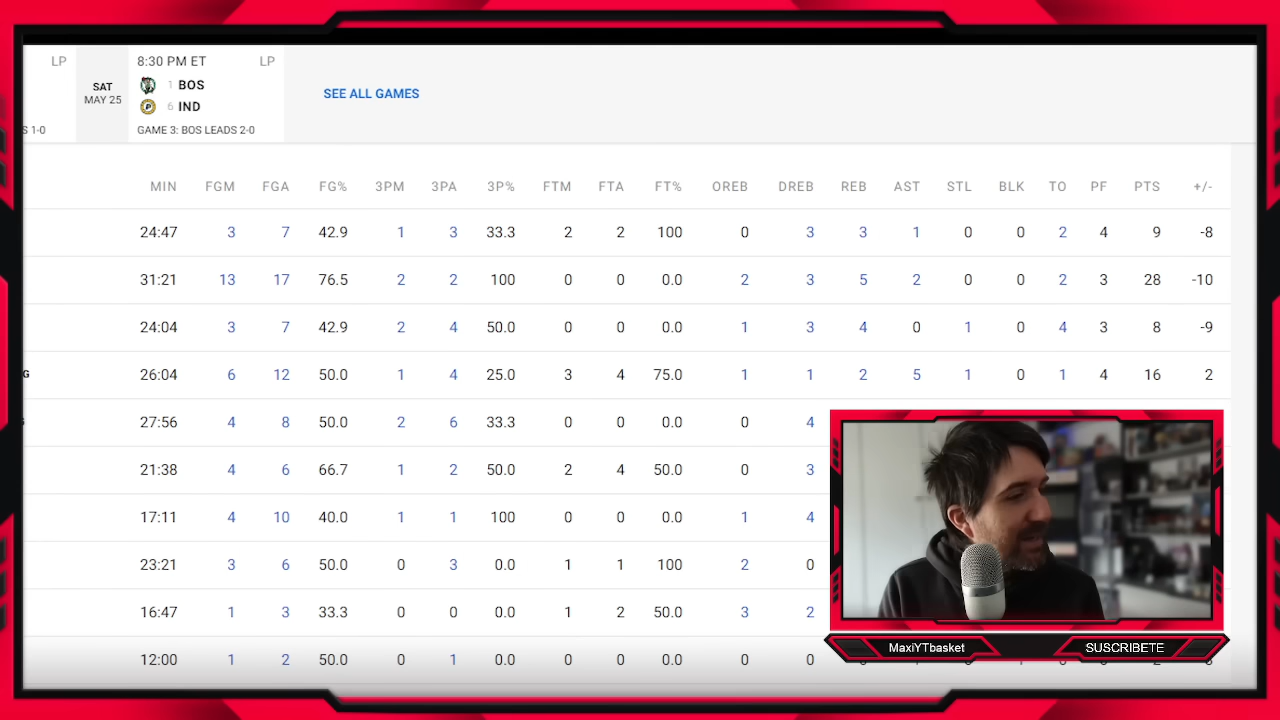 LP
8:30 PM ET LP
SAT
MAY 25
1 BOS
6 IND
SEE ALL GAMES
S 1-0
GAME 3: BOS LEADS 2-0
MIN FGM FGA FG% 3PM 3PA 3P% FTM FTA FT% OREB DREB REB AST STL BLK TO PF PTS +/-
24:47 3 7 42.9 1 3 33.3 2 2 100 0 3 3 1 0 0 2 4 9 -8
31:21 13 17 76.5 2 2 100 0 0 0.0 2 3 5 2 0 0 2 3 28 -10
24:04 3 7 42.9 2 4 50.0 0 0 0.0 1 3 4 0 1 0 4 3 8 -9
G 26:04 6 12 50.0 1 4 25.0 3 4 75.0 1 1 2 5 1 0 1 4 16 2
27:56 4 8 50.0 2 6 33.3 0 0 0.0 0 4
21:38 4 6 66.7 1 2 50.0 2 4 50.0 0 3
17:11 4 10 40.0 1 1 100 0 0 0.0 1 4
23:21 3 6 50.0 0 3 0.0 1 1 100 2 0
16:47 1 3 33.3 0 0 0.0 1 2 50.0 3 2
12:00 1 2 50.0 0 1 0.0 0 0 0.0 0 0
MaxiYTbasket
SUSCRIBETE